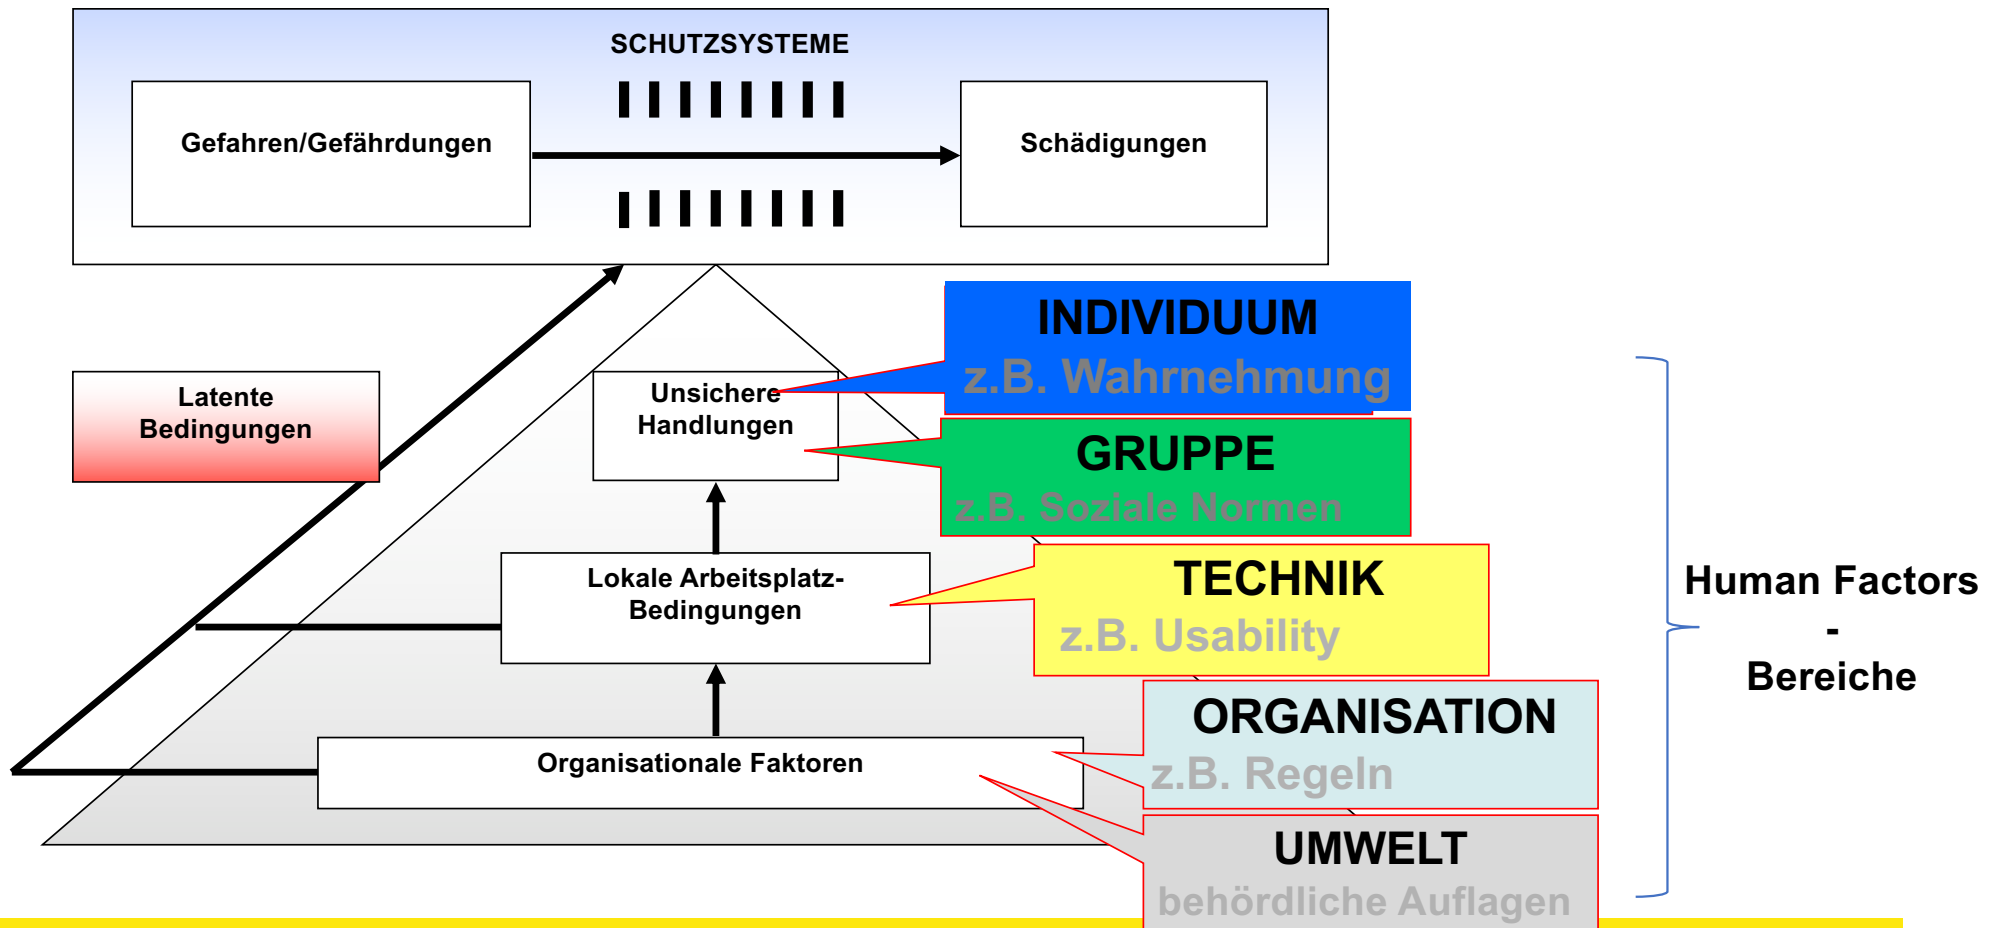 SCHUTZSYSTEME
Gefahren/Gefährdungen
Schädigungen
Latente
Bedingungen
Unsichere
Handlungen
Lokale Arbeitsplatz-
Bedingungen
Organisationale Faktoren
INDIVIDUUM
z.B. Wahrnehmung
GRUPPE
z.B. Soziale Normen
TECHNIK
z.B. Usability
ORGANISATION
z.B. Regeln
UMWELT
behördliche Auflagen
Human Factors
-
Bereiche